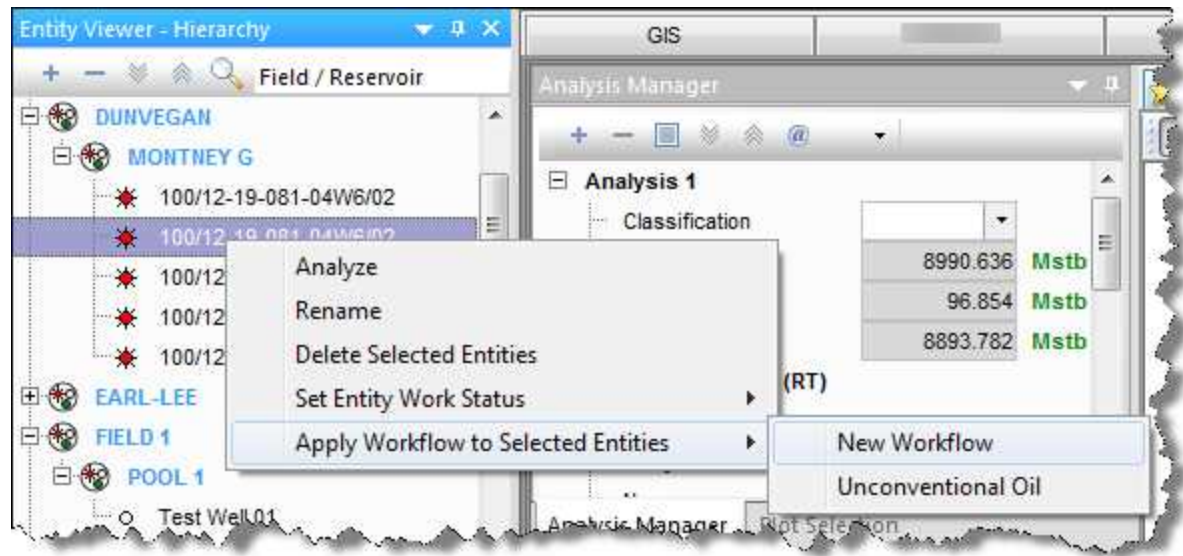 Entity Viewer - Hierarchy
GIS
Field / Reservoir
Analysis Manager
DUNVEGAN
MONTNEY G
100/12-19-081-04W6/02
100/12-19-081-04W6/02
100/12
100/12
100/12
EARL-LEE
FIELD 1
POOL 1
Test Well 01
Analysis 1
Classification
8990.636 Mstb
96.854 Mstb
8893.782 Mstb
(RT)
Analyze
Rename
Delete Selected Entities
Set Entity Work Status
Apply Workflow to Selected Entities
New Workflow
Unconventional Oil
Analysis Manager
Plot Selection